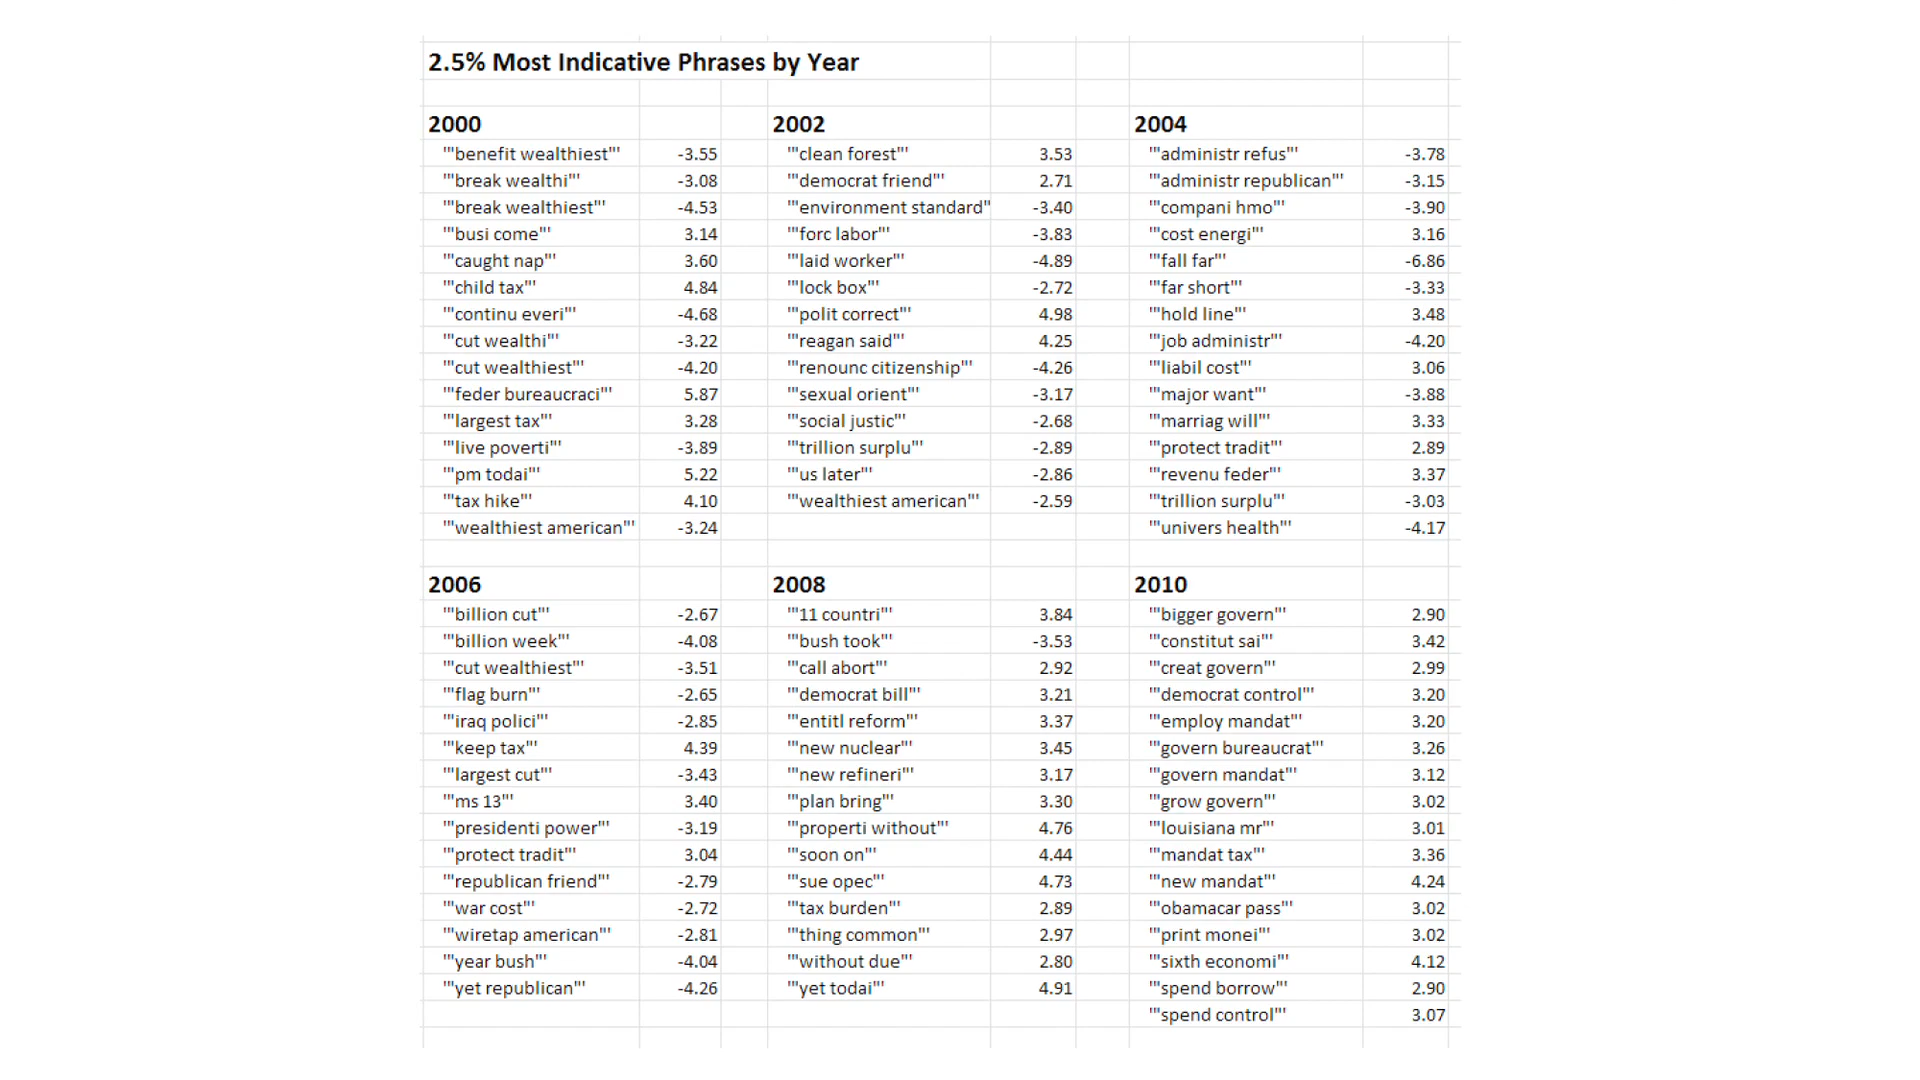 2.5% Most Indicative Phrases by Year
2000 2002 2004
'"benefit wealthiest"' -3.55 '"clean forest"' 3.53 '"administr refus"' -3.78
'"break wealthi"' -3.08 '"democrat friend"' 2.71 '"administr republican"' -3.15
'"break wealthiest"' -4.53 '"environment standard" -3.40 '"compani hmo"' -3.90
'"busi come"' 3.14 '"forc labor"' -3.83 '"cost energi"' 3.16
'"caught nap"' 3.60 '"laid worker"' -4.89 '"fall far"' -6.86
'"child tax"' 4.84 '"lock box"' -2.72 '"far short"' -3.33
'"continu everi"' -4.68 '"polit correct"' 4.98 '"hold line"' 3.48
'"cut wealthi"' -3.22 '"reagan said"' 4.25 '"job administr"' -4.20
'"cut wealthiest"' -4.20 '"renounc citizenship"' -4.26 '"liabil cost"' 3.06
'"feder bureaucraci"' 5.87 '"sexual orient"' -3.17 '"major want"' -3.88
'"largest tax"' 3.28 '"social justic"' -2.68 '"marriag will"' 3.33
'"live poverti"' -3.89 '"trillion surplu"' -2.89 '"protect tradit"' 2.89
'"pm todai"' 5.22 '"us later"' -2.86 '"revenu feder"' 3.37
'"tax hike"' 4.10 '"wealthiest american"' -2.59 '"trillion surplu"' -3.03
'"wealthiest american"' -3.24 '"univers health"' -4.17
2006 2008 2010
'"billion cut"' -2.67 '"11 countri"' 3.84 '"bigger govern"' 2.90
'"billion week"' -4.08 '"bush took"' -3.53 '"constitut sai"' 3.42
'"cut wealthiest"' -3.51 '"call abort"' 2.92 '"creat govern"' 2.99
'"flag burn"' -2.65 '"democrat bill"' 3.21 '"democrat control"' 3.20
'"iraq polici"' -2.85 '"entitl reform"' 3.37 '"employ mandat"' 3.20
'"keep tax"' 4.39 '"new nuclear"' 3.45 '"govern bureaucrat"' 3.26
'"largest cut"' -3.43 '"new refineri"' 3.17 '"govern mandat"' 3.12
'"ms 13"' 3.40 '"plan bring"' 3.30 '"grow govern"' 3.02
'"presidenti power"' -3.19 '"properti without"' 4.76 '"louisiana mr"' 3.01
'"protect tradit"' 3.04 '"soon on"' 4.44 '"mandat tax"' 3.36
'"republican friend"' -2.79 '"sue opec"' 4.73 '"new mandat"' 4.24
'"war cost"' -2.72 '"tax burden"' 2.89 '"obamacar pass"' 3.02
'"wiretap american"' -2.81 '"thing common"' 2.97 '"print monei"' 3.02
'"year bush"' -4.04 '"without due"' 2.80 '"sixth economi"' 4.12
'"yet republican"' -4.26 '"yet todai"' 4.91 '"spend borrow"' 2.90
'"spend control"' 3.07